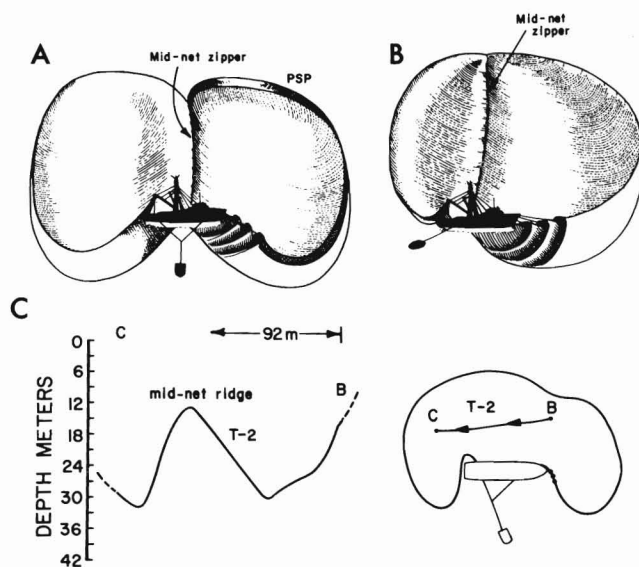 A
Mid-net zipper
PSP
B
Mid-net
zipper
C
C
92m
0
6
12
18
24
30
36
42
DEPTH METERS
mid-net ridge
T-2
B
C
T-2
B